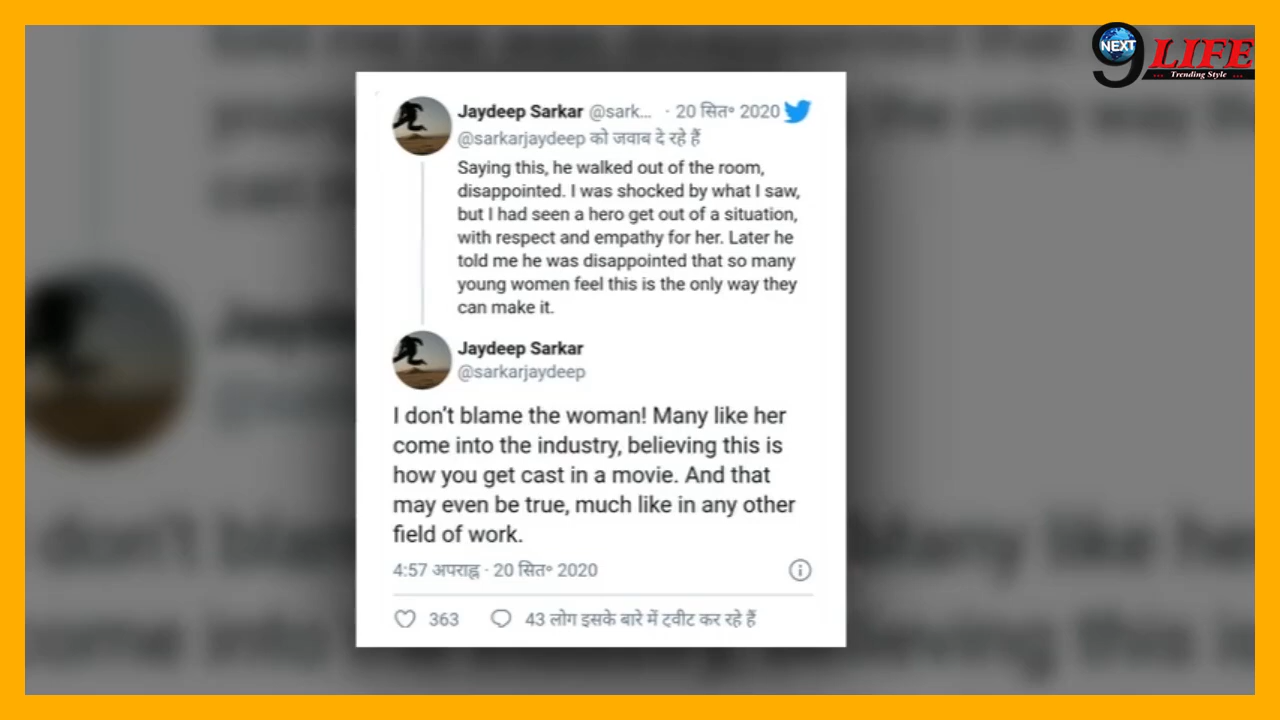 NEXT
9 LIFE
... Trending Style ...
Jaydeep Sarkar @sark... · 20 सित॰ 2020
@sarkarjaydeep को जवाब दे रहे हैं
Saying this, he walked out of the room,
disappointed. I was shocked by what I saw,
but I had seen a hero get out of a situation,
with respect and empathy for her. Later he
told me he was disappointed that so many
young women feel this is the only way they
can make it.
Jaydeep Sarkar
@sarkarjaydeep
I don't blame the woman! Many like her
come into the industry, believing this is
how you get cast in a movie. And that
may even be true, much like in any other
field of work.
4:57 अपराह्न · 20 सित॰ 2020
363 43 लोग इसके बारे में ट्वीट कर रहे हैं